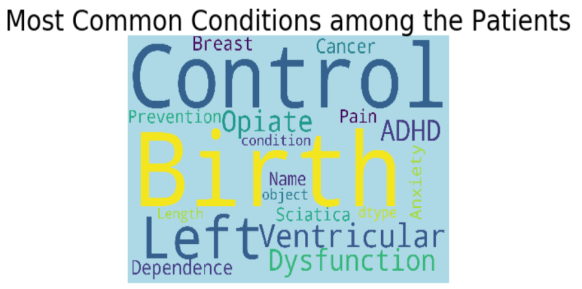 Most Common Conditions among the Patients
Breast Cancer
Control
Prevention Opiate Pain ADHD
condition
Birth
Name
object
Anxiety
Length Sciatica dtype
Left Ventricular
Dependence Dysfunction